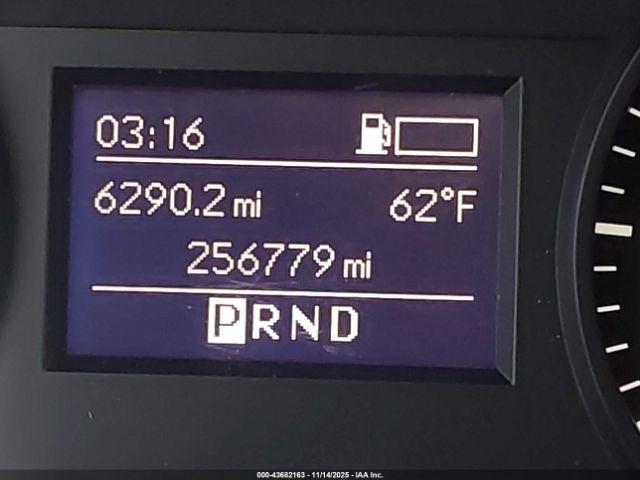 03:16
6290.2 mi 62°F
256779 mi
PRND
000-43682163 - 11/14/2025 - IAA Inc.